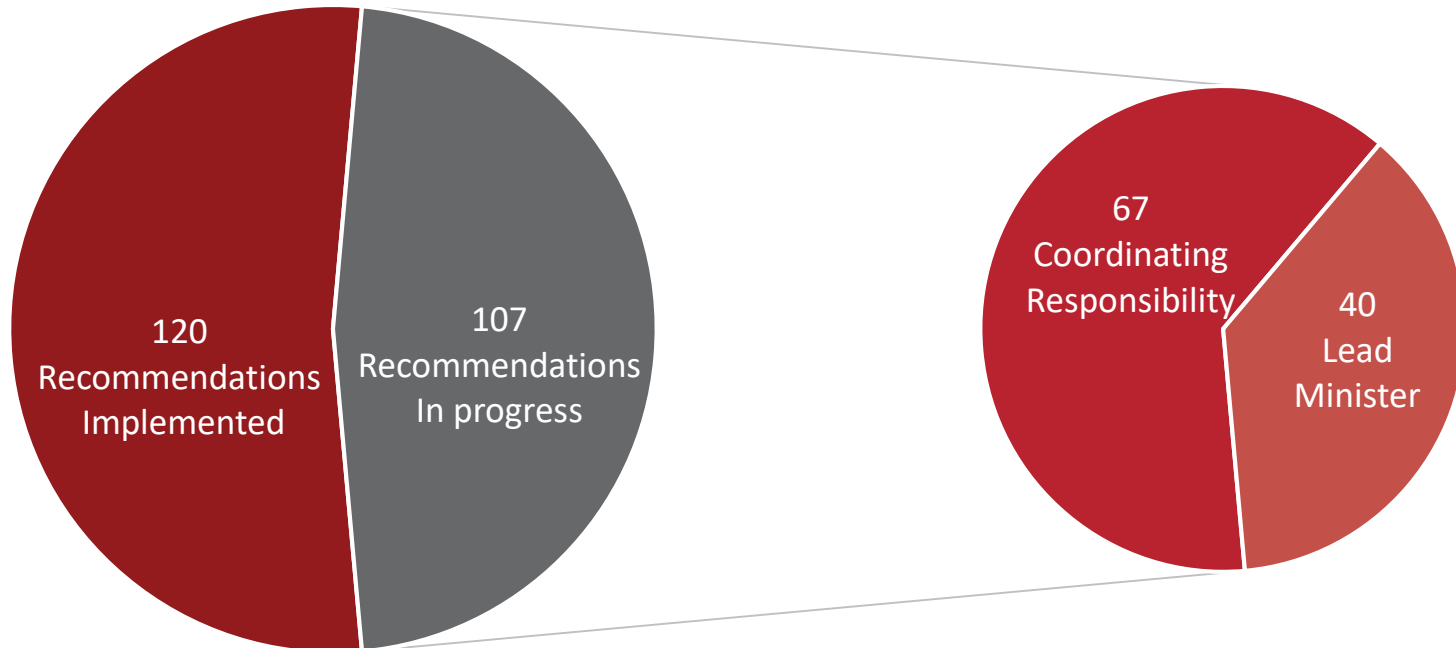 120
Recommendations
Implemented
107
Recommendations
In progress
67
Coordinating
Responsibility
40
Lead
Minister